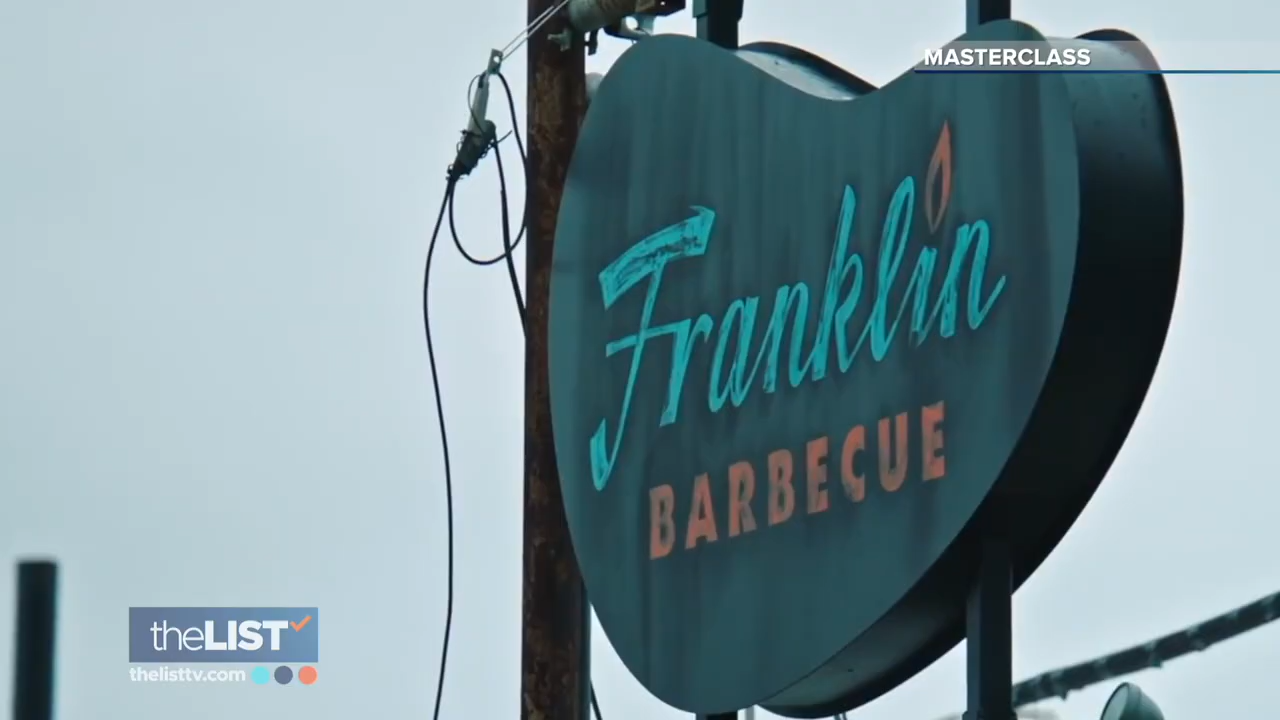 MASTERCLASS
Franklin
BARBECUE
theLIST
thelisttv.com